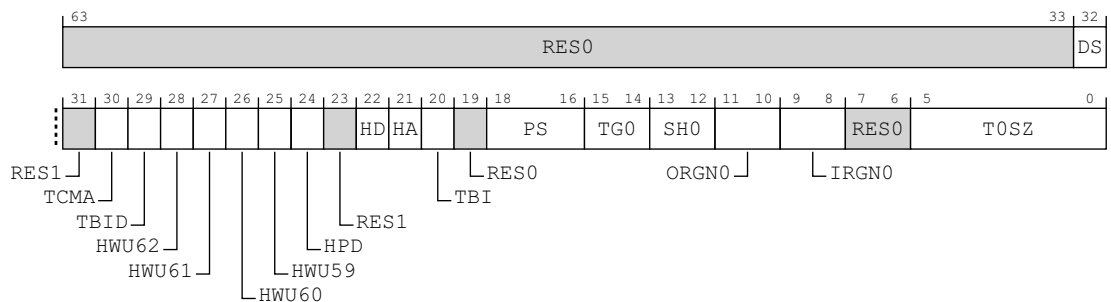 63 33 32
RES0 DS
31 30 29 28 27 26 25 24 23 22 21 20 19 18 16 15 14 13 12 11 10 9 8 7 6 5 0
HD HA PS TG0 SH0 RES0 T0SZ
RES1 RES0 ORGN0 IRGN0
TCMA TBI
TBID RES1
HWU62 HPD
HWU61 HWU59
HWU60